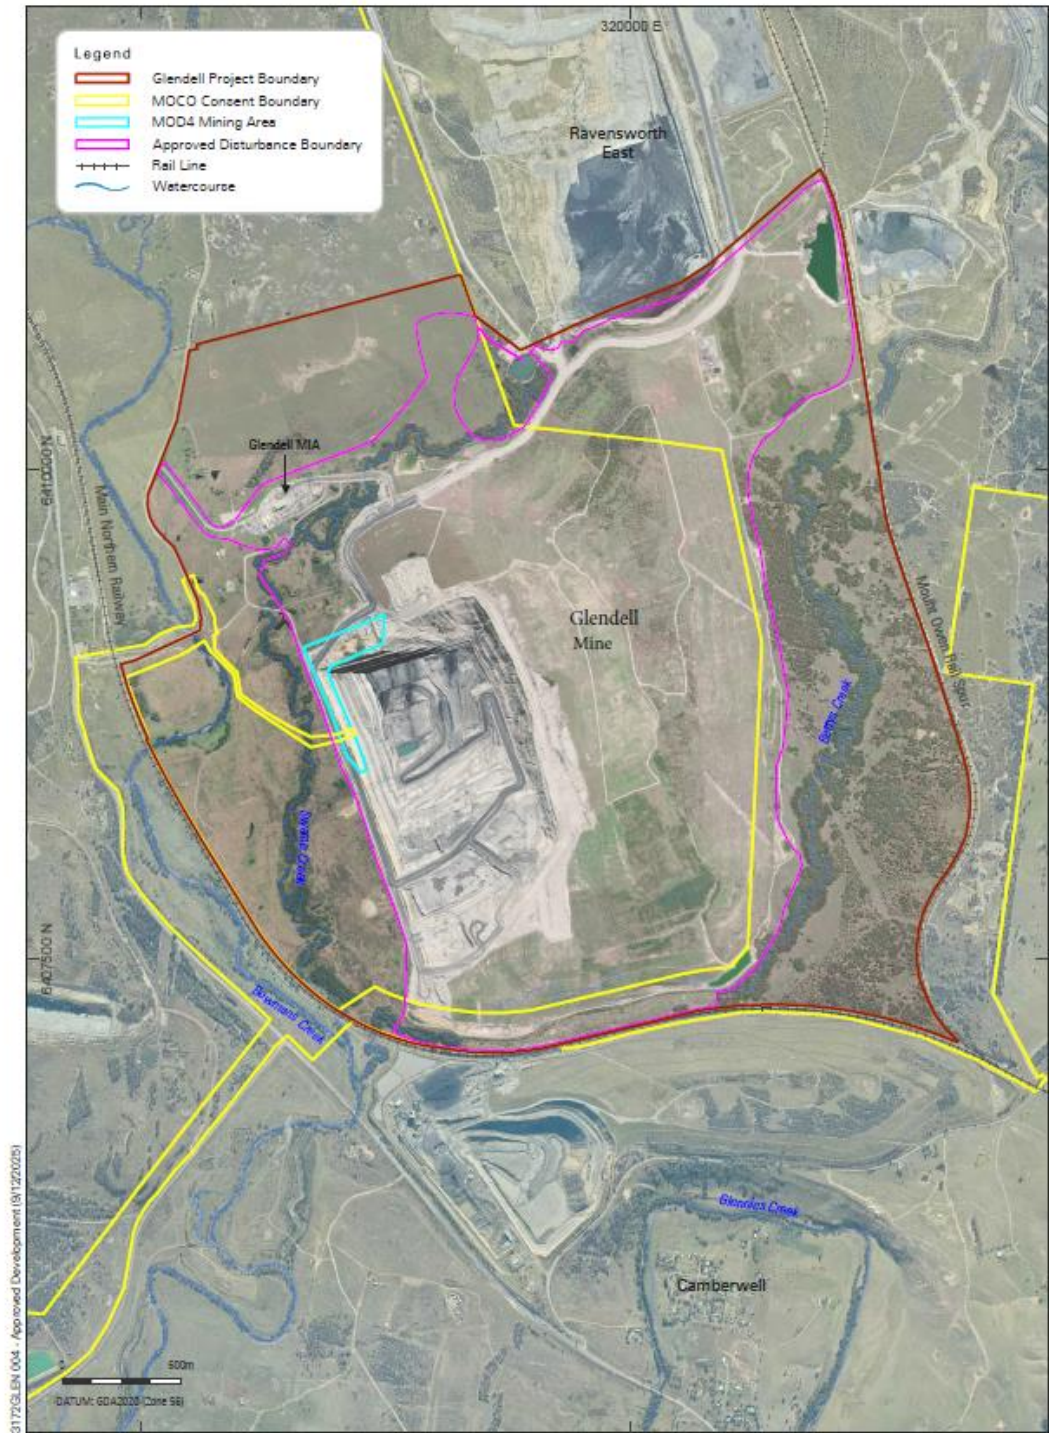 320000 E
Legend
Glendell Project Boundary
MOCO Consent Boundary
MOD4 Mining Area
Approved Disturbance Boundary
Rail Line
Watercourse
Ravensworth
East
Glendell MIA
6410000 N
Main Northern Railway
Glendell
Mine
Mount Owen Rail Spur
Bettys Creek
Swamp Creek
6407500 N
Bowmans Creek
Glennies Creek
Camberwell
0
500m
DATUM: GDA2020 (Zone 56)
3172GLEN 004 - Approved Development (9/12/2025)